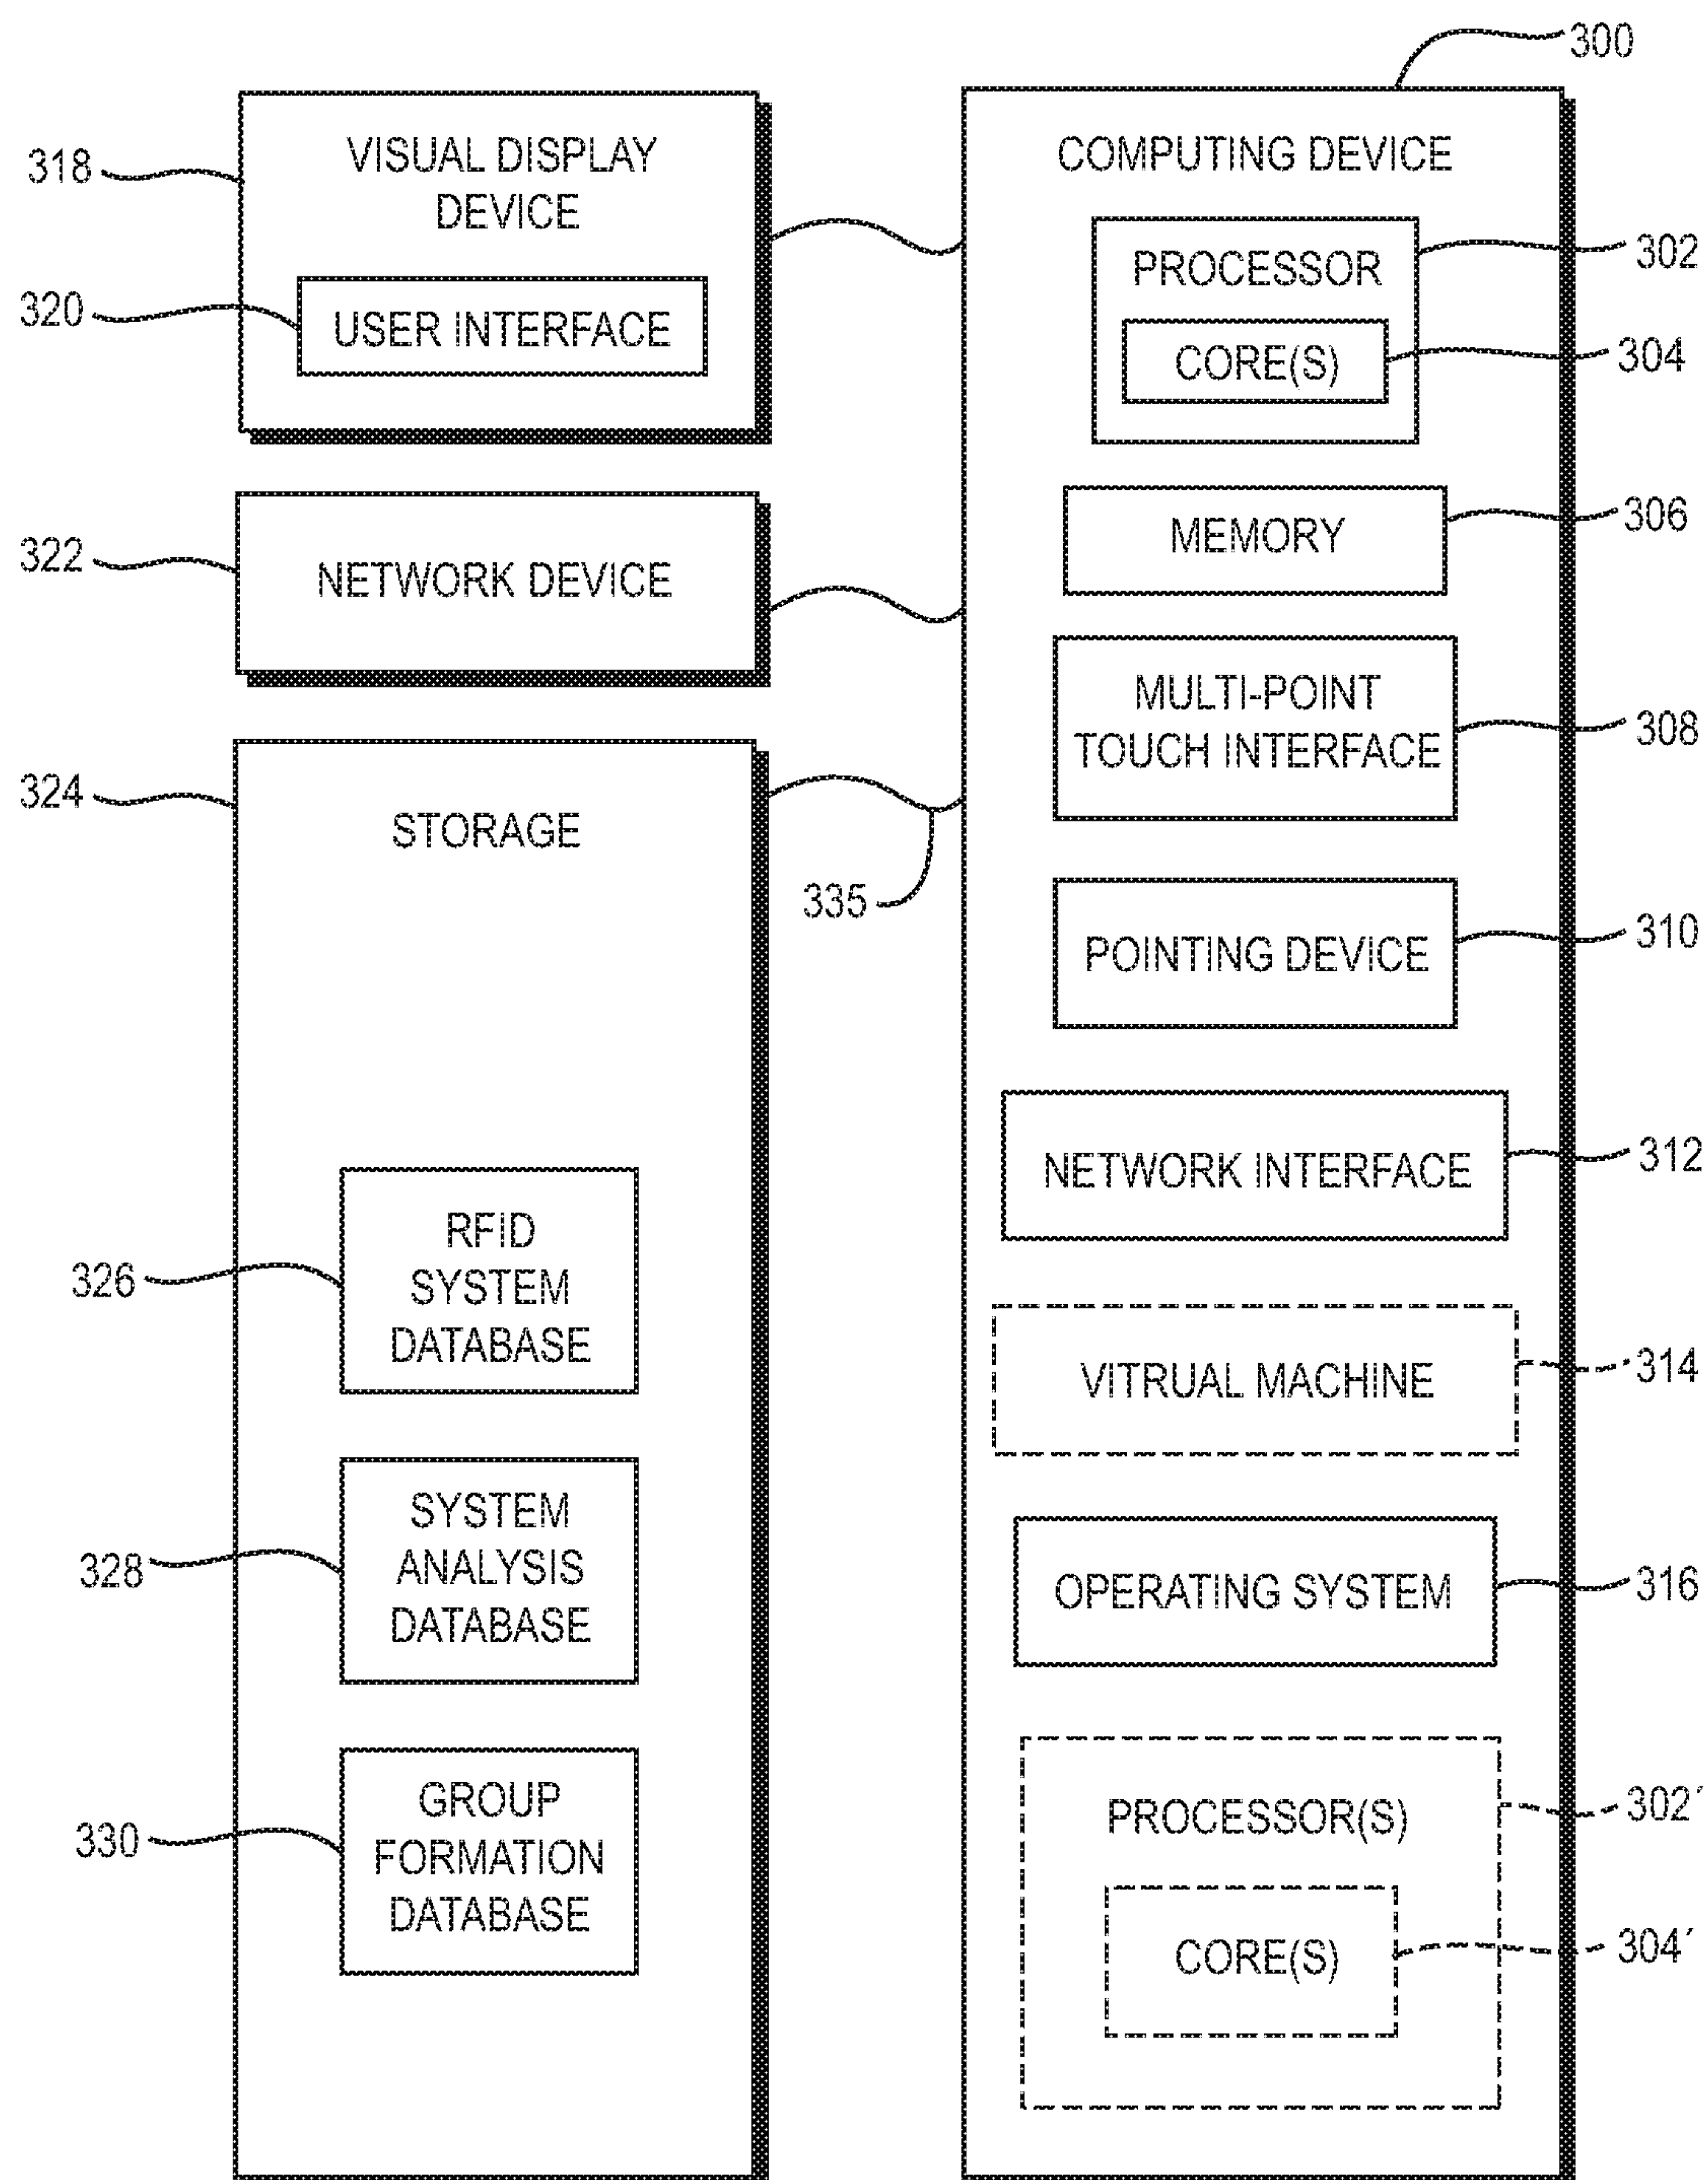 300
318
VISUAL DISPLAY
DEVICE
320
USER INTERFACE
322
NETWORK DEVICE
324
STORAGE
335
326
RFID
SYSTEM
DATABASE
328
SYSTEM
ANALYSIS
DATABASE
330
GROUP
FORMATION
DATABASE
COMPUTING DEVICE
PROCESSOR
302
CORE(S)
304
MEMORY
306
MULTI-POINT
TOUCH INTERFACE
308
POINTING DEVICE
310
NETWORK INTERFACE
312
VITRUAL MACHINE
314
OPERATING SYSTEM
316
PROCESSOR(S)
302´
CORE(S)
304´